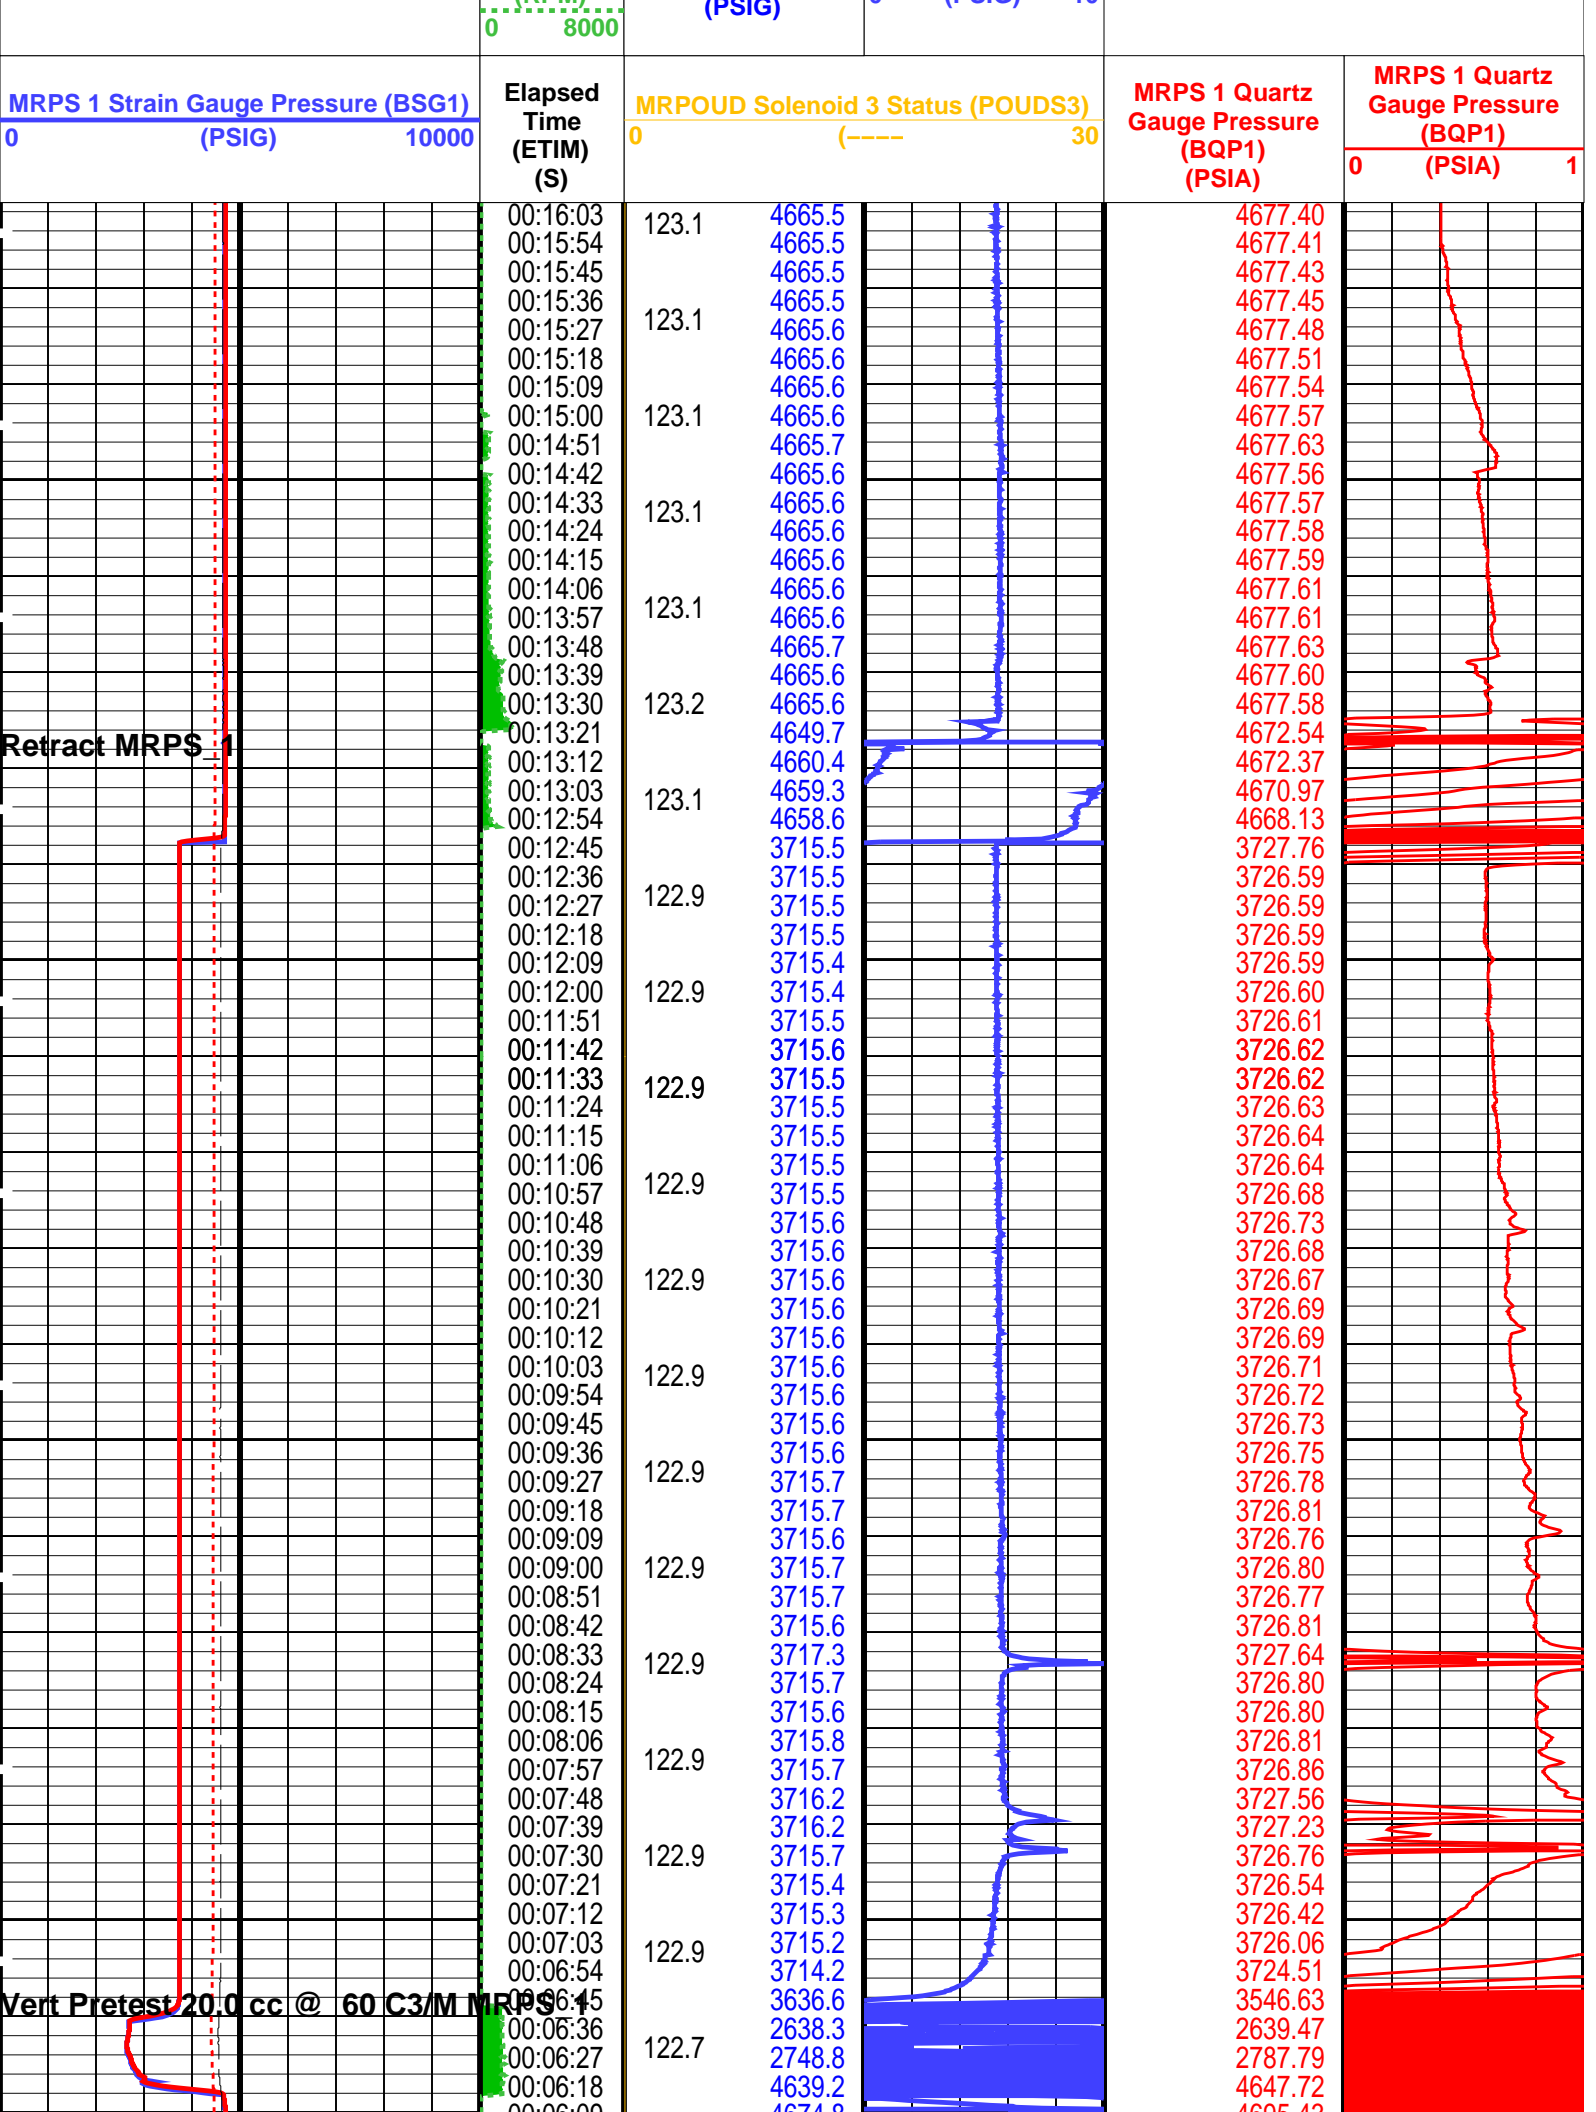 (RPM)
0 8000
(PSIG)
0 (PSIG) 10
MRPS 1 Strain Gauge Pressure (BSG1)
0 (PSIG) 10000
Elapsed
Time
(ETIM)
(S)
MRPOUD Solenoid 3 Status (POUDS3)
0 (---- 30
MRPS 1 Quartz
Gauge Pressure
(BQP1)
(PSIA)
MRPS 1 Quartz
Gauge Pressure
(BQP1)
0 (PSIA) 1
00:16:03 123.1 4665.5 4677.40
00:15:54 4665.5 4677.41
00:15:45 4665.5 4677.43
00:15:36 4665.5 4677.45
00:15:27 123.1 4665.6 4677.48
00:15:18 4665.6 4677.51
00:15:09 4665.6 4677.54
00:15:00 123.1 4665.6 4677.57
00:14:51 4665.7 4677.63
00:14:42 4665.6 4677.56
00:14:33 123.1 4665.6 4677.57
00:14:24 4665.6 4677.58
00:14:15 4665.6 4677.59
00:14:06 4665.6 4677.61
00:13:57 123.1 4665.6 4677.61
00:13:48 4665.7 4677.63
00:13:39 4665.6 4677.60
00:13:30 123.2 4665.6 4677.58
00:13:21 4649.7 4672.54
Retract MRPS_1
00:13:12 4660.4 4672.37
00:13:03 123.1 4659.3 4670.97
00:12:54 4658.6 4668.13
00:12:45 3715.5 3727.76
00:12:36 3715.5 3726.59
00:12:27 122.9 3715.5 3726.59
00:12:18 3715.5 3726.59
00:12:09 3715.4 3726.59
00:12:00 122.9 3715.4 3726.60
00:11:51 3715.5 3726.61
00:11:42 3715.6 3726.62
00:11:33 122.9 3715.5 3726.62
00:11:24 3715.5 3726.63
00:11:15 3715.5 3726.64
00:11:06 3715.5 3726.64
00:10:57 122.9 3715.5 3726.68
00:10:48 3715.6 3726.73
00:10:39 3715.6 3726.68
00:10:30 122.9 3715.6 3726.67
00:10:21 3715.6 3726.69
00:10:12 3715.6 3726.69
00:10:03 122.9 3715.6 3726.71
00:09:54 3715.6 3726.72
00:09:45 3715.6 3726.73
00:09:36 3715.6 3726.75
00:09:27 122.9 3715.7 3726.78
00:09:18 3715.7 3726.81
00:09:09 3715.6 3726.76
00:09:00 122.9 3715.7 3726.80
00:08:51 3715.7 3726.77
00:08:42 3715.6 3726.81
00:08:33 122.9 3717.3 3727.64
00:08:24 3715.7 3726.80
00:08:15 3715.6 3726.80
00:08:06 3715.8 3726.81
00:07:57 122.9 3715.7 3726.86
00:07:48 3716.2 3727.56
00:07:39 3716.2 3727.23
00:07:30 122.9 3715.7 3726.76
00:07:21 3715.4 3726.54
00:07:12 3715.3 3726.42
00:07:03 122.9 3715.2 3726.06
00:06:54 3714.2 3724.51
Vert Pretest 20.0 cc @ 60 C3/M MRPS_1
00:06:45 3636.6 3546.63
00:06:36 2638.3 2639.47
00:06:27 122.7 2748.8 2787.79
00:06:18 4639.2 4647.72
00:06:09 4674.8 4695.43